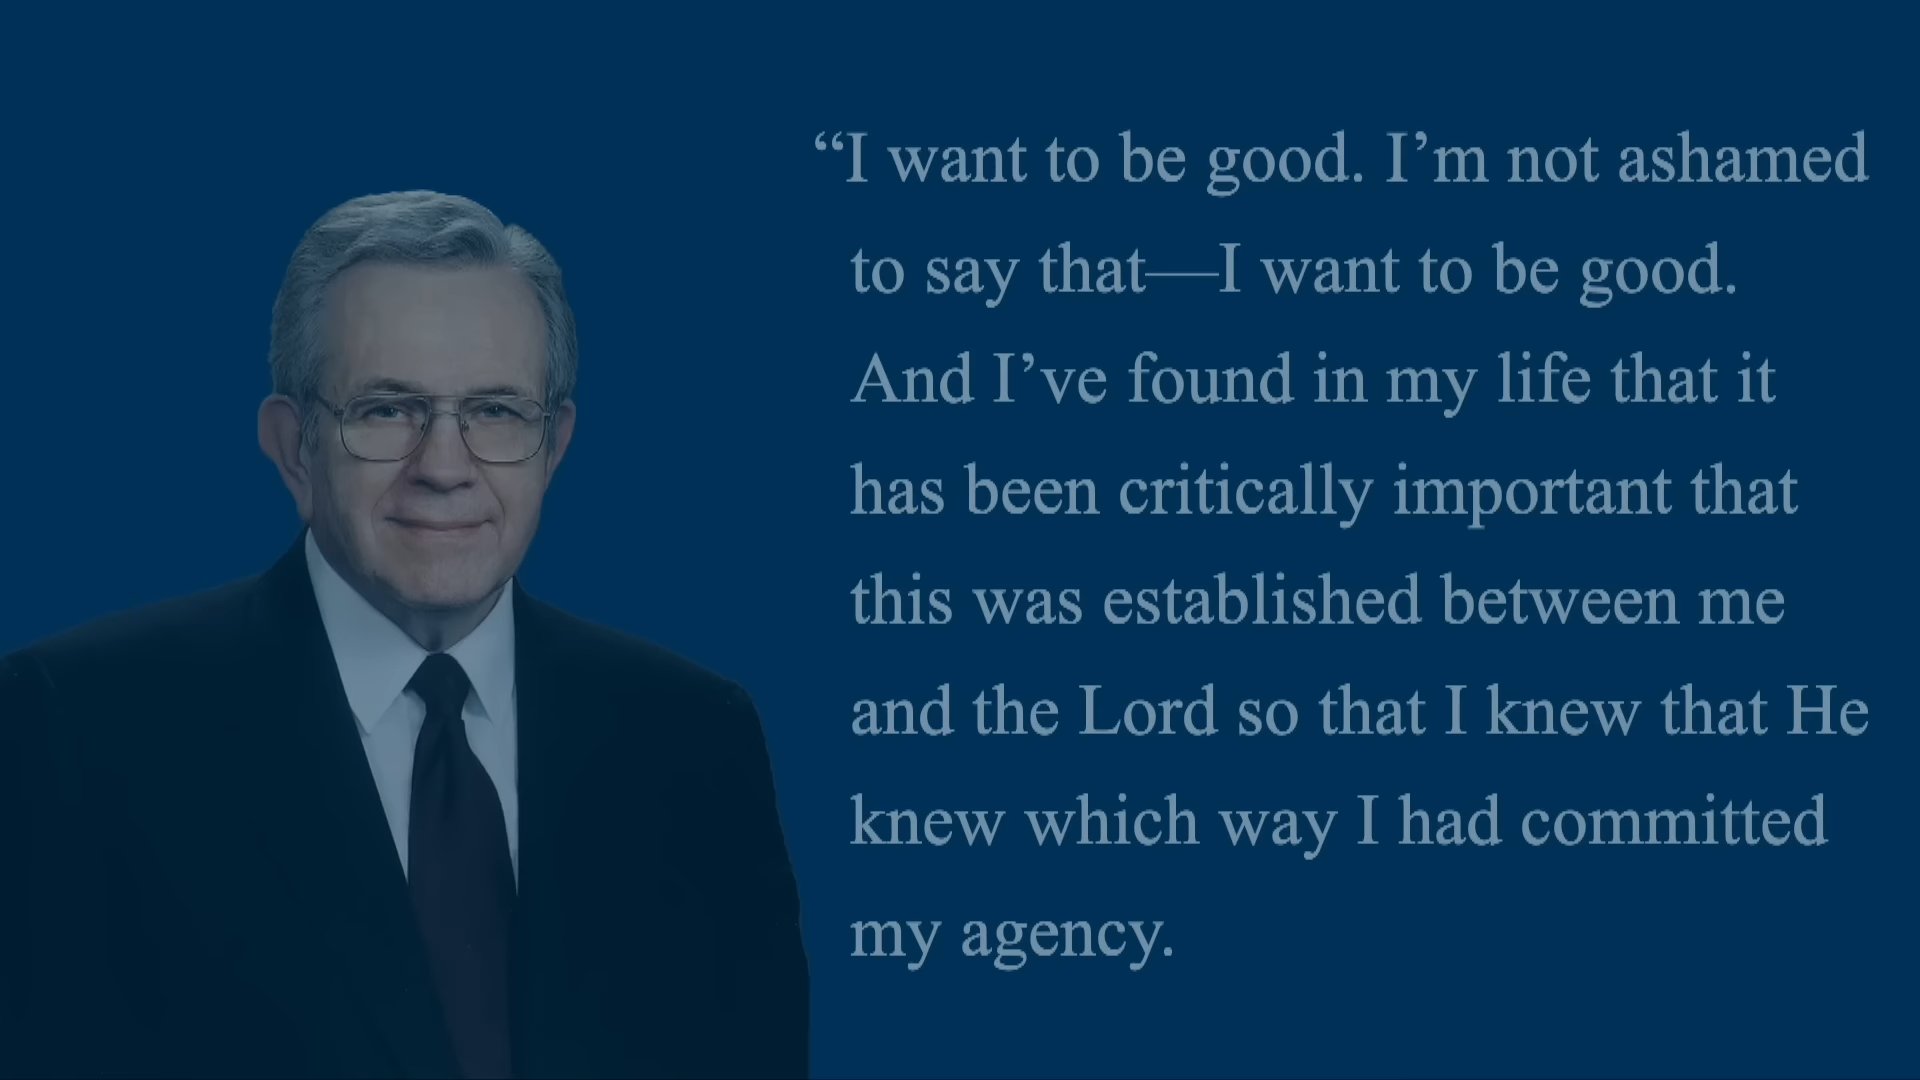 “I want to be good. I’m not ashamed
to say that—I want to be good.
And I’ve found in my life that it
has been critically important that
this was established between me
and the Lord so that I knew that He
knew which way I had committed
my agency.